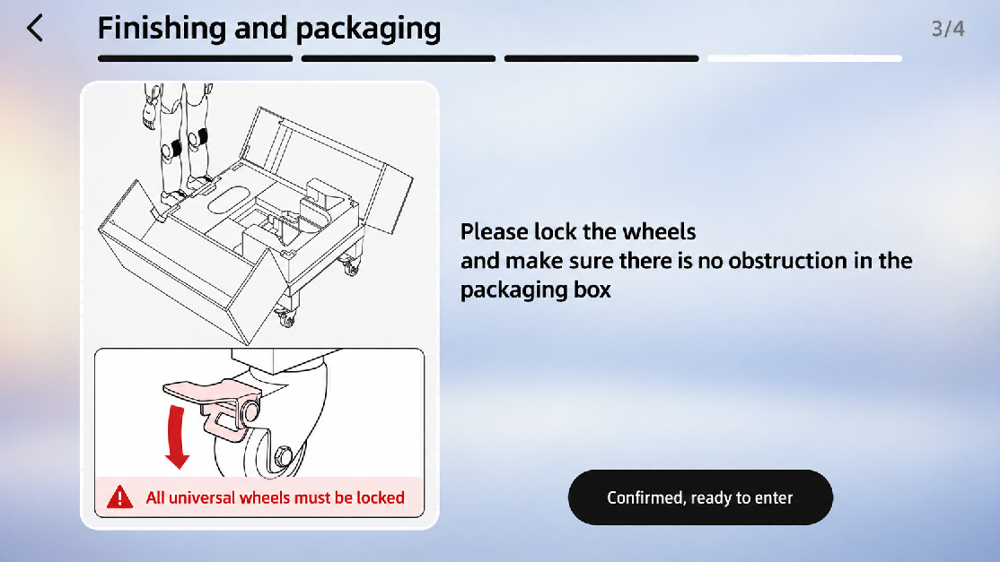 Finishing and packaging
3/4
Please lock the wheels
and make sure there is no obstruction in the
packaging box
All universal wheels must be locked
Confirmed, ready to enter